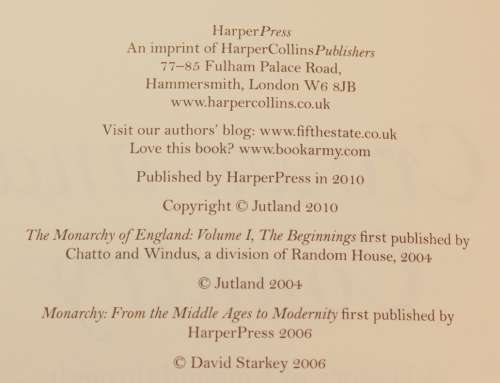 HarperPress
An imprint of HarperCollinsPublishers
77–85 Fulham Palace Road,
Hammersmith, London W6 8JB
www.harpercollins.co.uk
Visit our authors' blog: www.fifthestate.co.uk
Love this book? www.bookarmy.com
Published by HarperPress in 2010
Copyright © Jutland 2010
The Monarchy of England: Volume I, The Beginnings first published by
Chatto and Windus, a division of Random House, 2004
© Jutland 2004
Monarchy: From the Middle Ages to Modernity first published by
HarperPress 2006
© David Starkey 2006